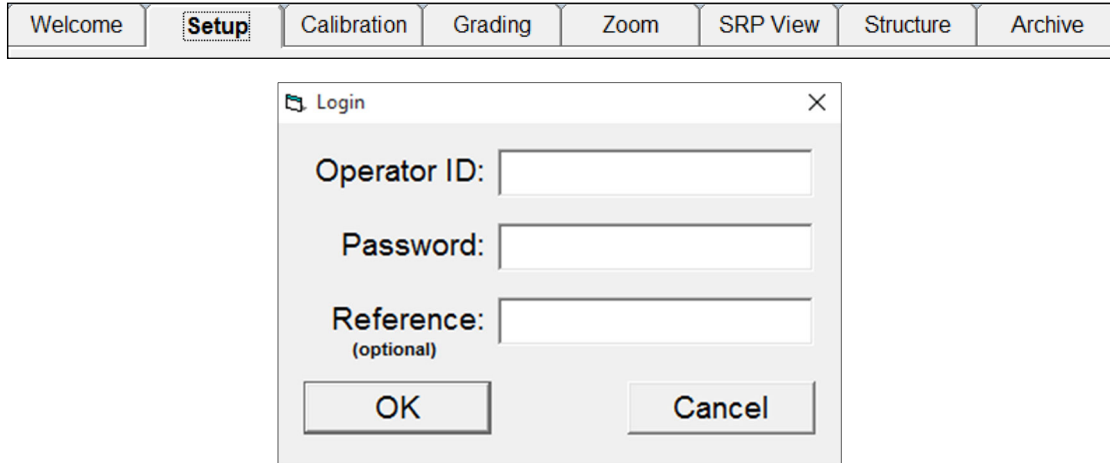 Welcome Setup Calibration Grading Zoom SRP View Structure Archive
Login
Operator ID:
Password:
Reference:
(optional)
OK Cancel